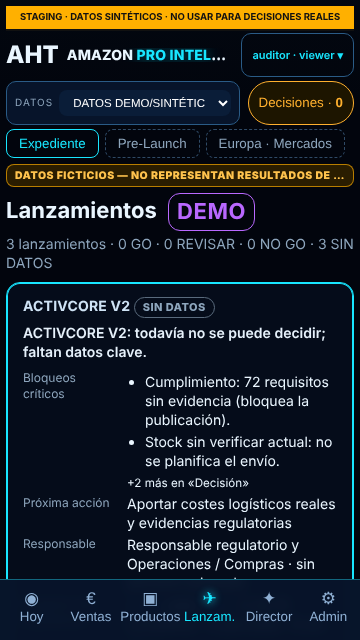 STAGING · DATOS SINTÉTICOS · NO USAR PARA DECISIONES REALES
AHT AMAZON PRO INTEL... auditor · viewer ▾
DATOS DATOS DEMO/SINTÉTIC Decisiones · 0
Expediente Pre-Launch Europa · Mercados
DATOS FICTICIOS — NO REPRESENTAN RESULTADOS DE ...
Lanzamientos DEMO
3 lanzamientos · 0 GO · 0 REVISAR · 0 NO GO · 3 SIN
DATOS
ACTIVCORE V2 SIN DATOS
ACTIVCORE V2: todavía no se puede decidir;
faltan datos clave.
Bloqueos
críticos
• Cumplimiento: 72 requisitos
sin evidencia (bloquea la
publicación).
• Stock sin verificar actual: no
se planifica el envío.
+2 más en «Decisión»
Próxima acción Aportar costes logísticos reales
y evidencias regulatorias
Responsable Responsable regulatorio y
Operaciones / Compras · sin
Hoy Ventas Productos Lanzam. Director Admin